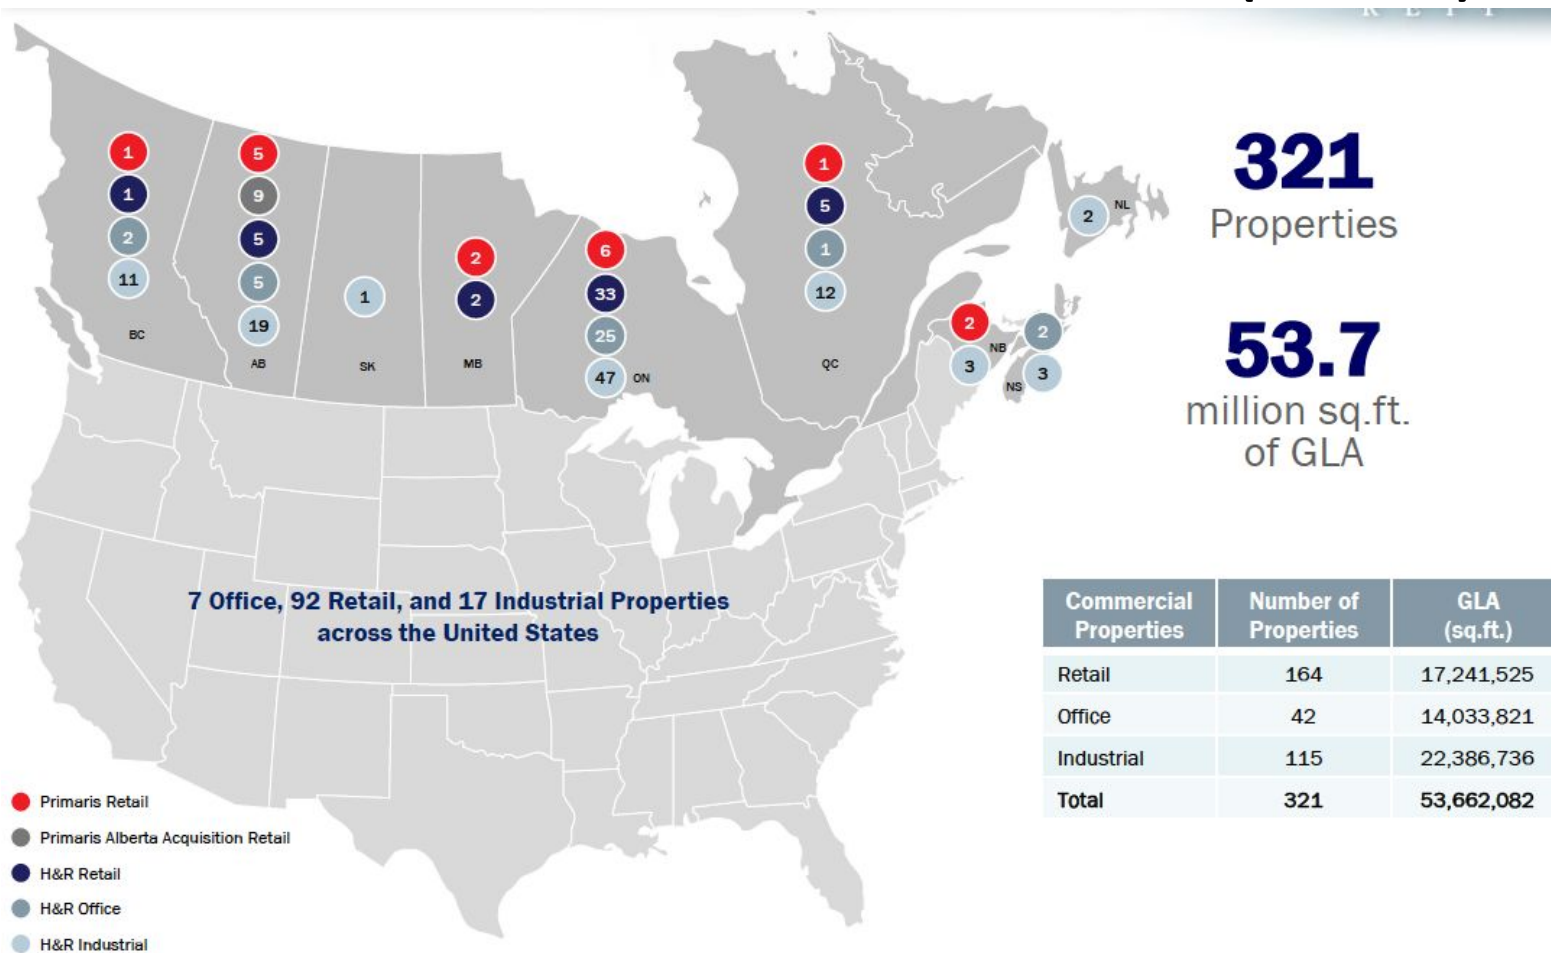 R E I T
1
1
2
11
BC
5
9
5
5
19
AB
1
SK
2
2
MB
6
33
25
47 ON
1
5
1
12
QC
2 NL
2
3
NB
2
3
NS
321
Properties
53.7
million sq.ft.
of GLA
7 Office, 92 Retail, and 17 Industrial Properties
across the United States
Commercial Properties Number of Properties GLA (sq.ft.)
Retail 164 17,241,525
Office 42 14,033,821
Industrial 115 22,386,736
Total 321 53,662,082
Primaris Retail
Primaris Alberta Acquisition Retail
H&R Retail
H&R Office
H&R Industrial